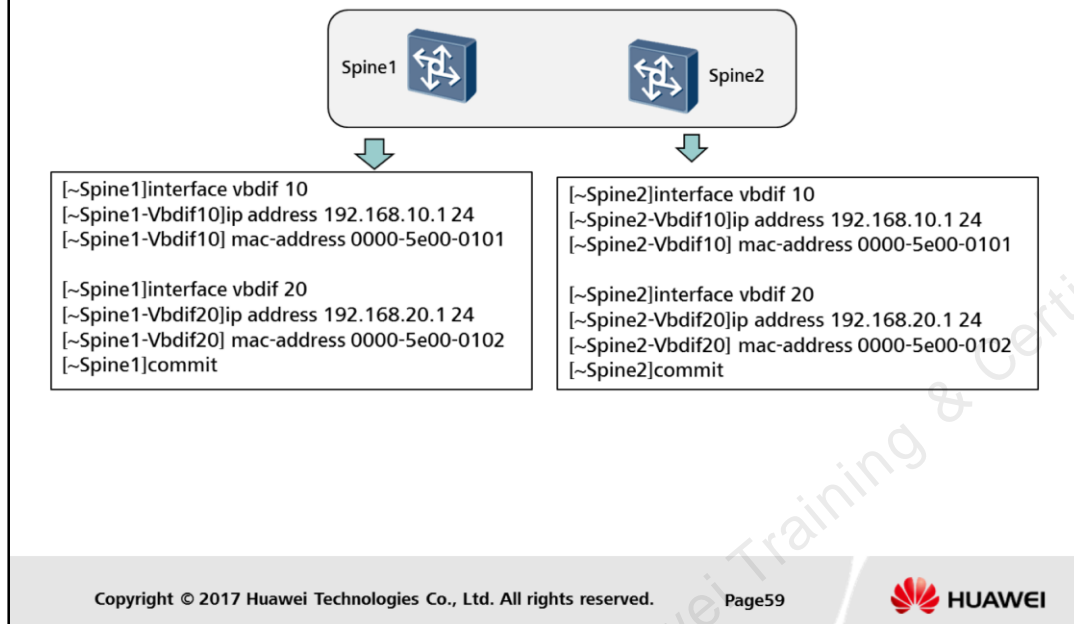 Spine1
Spine2
[~Spine1]interface vbdif 10
[~Spine1-Vbdif10]ip address 192.168.10.1 24
[~Spine1-Vbdif10] mac-address 0000-5e00-0101
[~Spine1]interface vbdif 20
[~Spine1-Vbdif20]ip address 192.168.20.1 24
[~Spine1-Vbdif20] mac-address 0000-5e00-0102
[~Spine1]commit
[~Spine2]interface vbdif 10
[~Spine2-Vbdif10]ip address 192.168.10.1 24
[~Spine2-Vbdif10] mac-address 0000-5e00-0101
[~Spine2]interface vbdif 20
[~Spine2-Vbdif20]ip address 192.168.20.1 24
[~Spine2-Vbdif20] mac-address 0000-5e00-0102
[~Spine2]commit
Training &
Copyright © 2017 Huawei Technologies Co., Ltd. All rights reserved.
Page59
HUAWEI